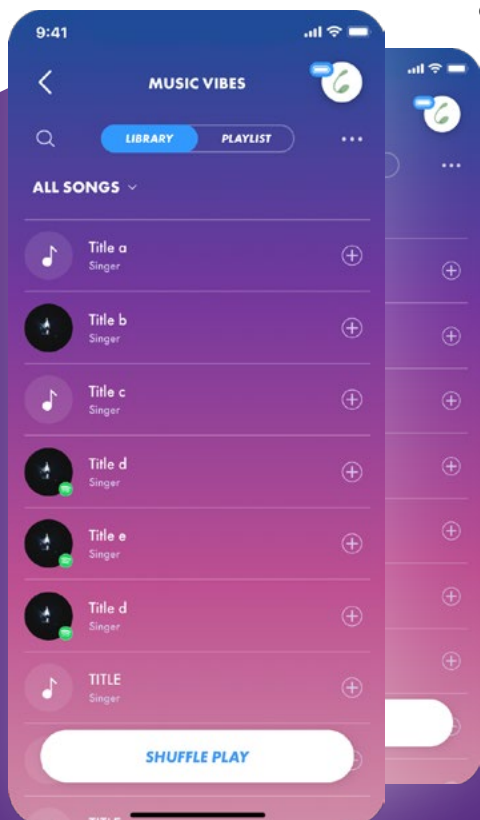 9:41
MUSIC VIBES
LIBRARY PLAYLIST
ALL SONGS
Title a
Singer
Title b
Singer
Title c
Singer
Title d
Singer
Title e
Singer
Title d
Singer
TITLE
Singer
SHUFFLE PLAY